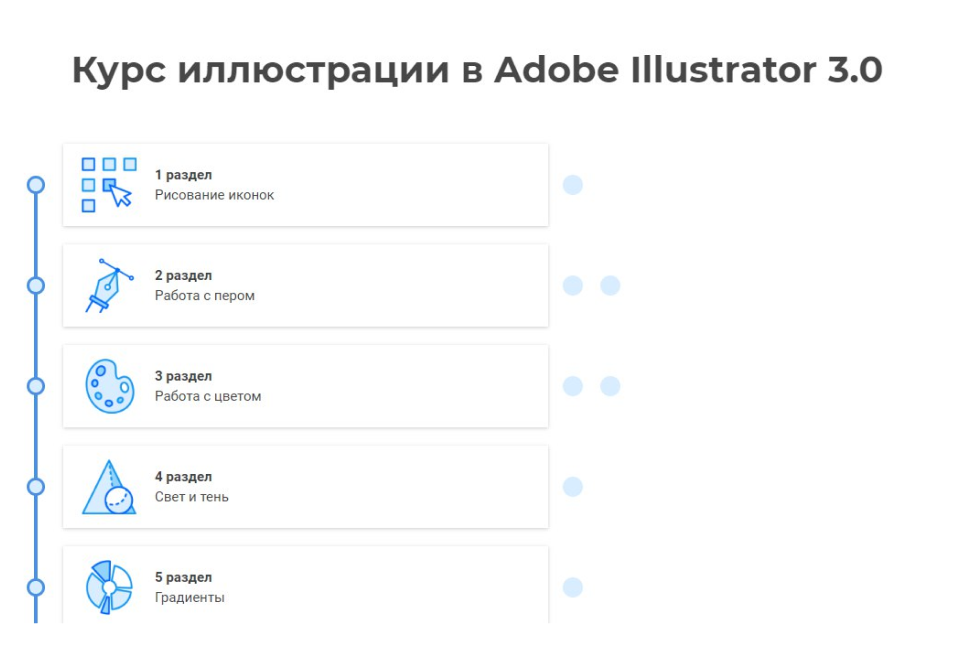 Курс иллюстрации в Adobe Illustrator 3.0
1 раздел
Рисование иконок
2 раздел
Работа с пером
3 раздел
Работа с цветом
4 раздел
Свет и тень
5 раздел
Градиенты